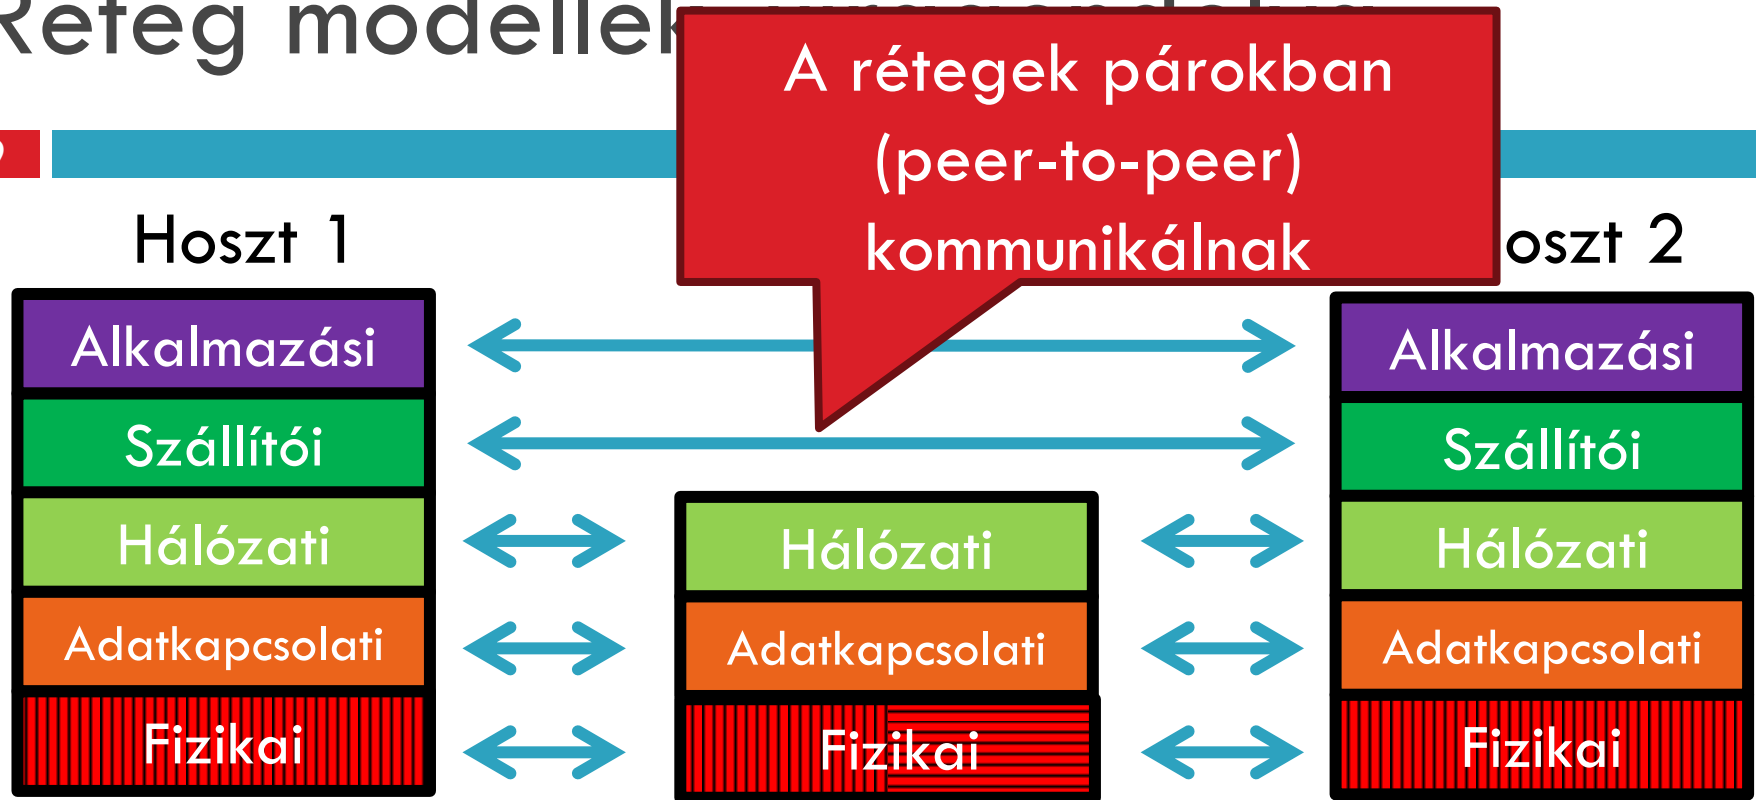 Réteg modellek
A rétegek párokban
(peer-to-peer)
kommunikálnak
Hoszt 1
oszt 2
Alkalmazási
Alkalmazási
Szállítói
Szállítói
Hálózati
Hálózati
Hálózati
Adatkapcsolati
Adatkapcsolati
Adatkapcsolati
Fizikai
Fizikai
Fizikai